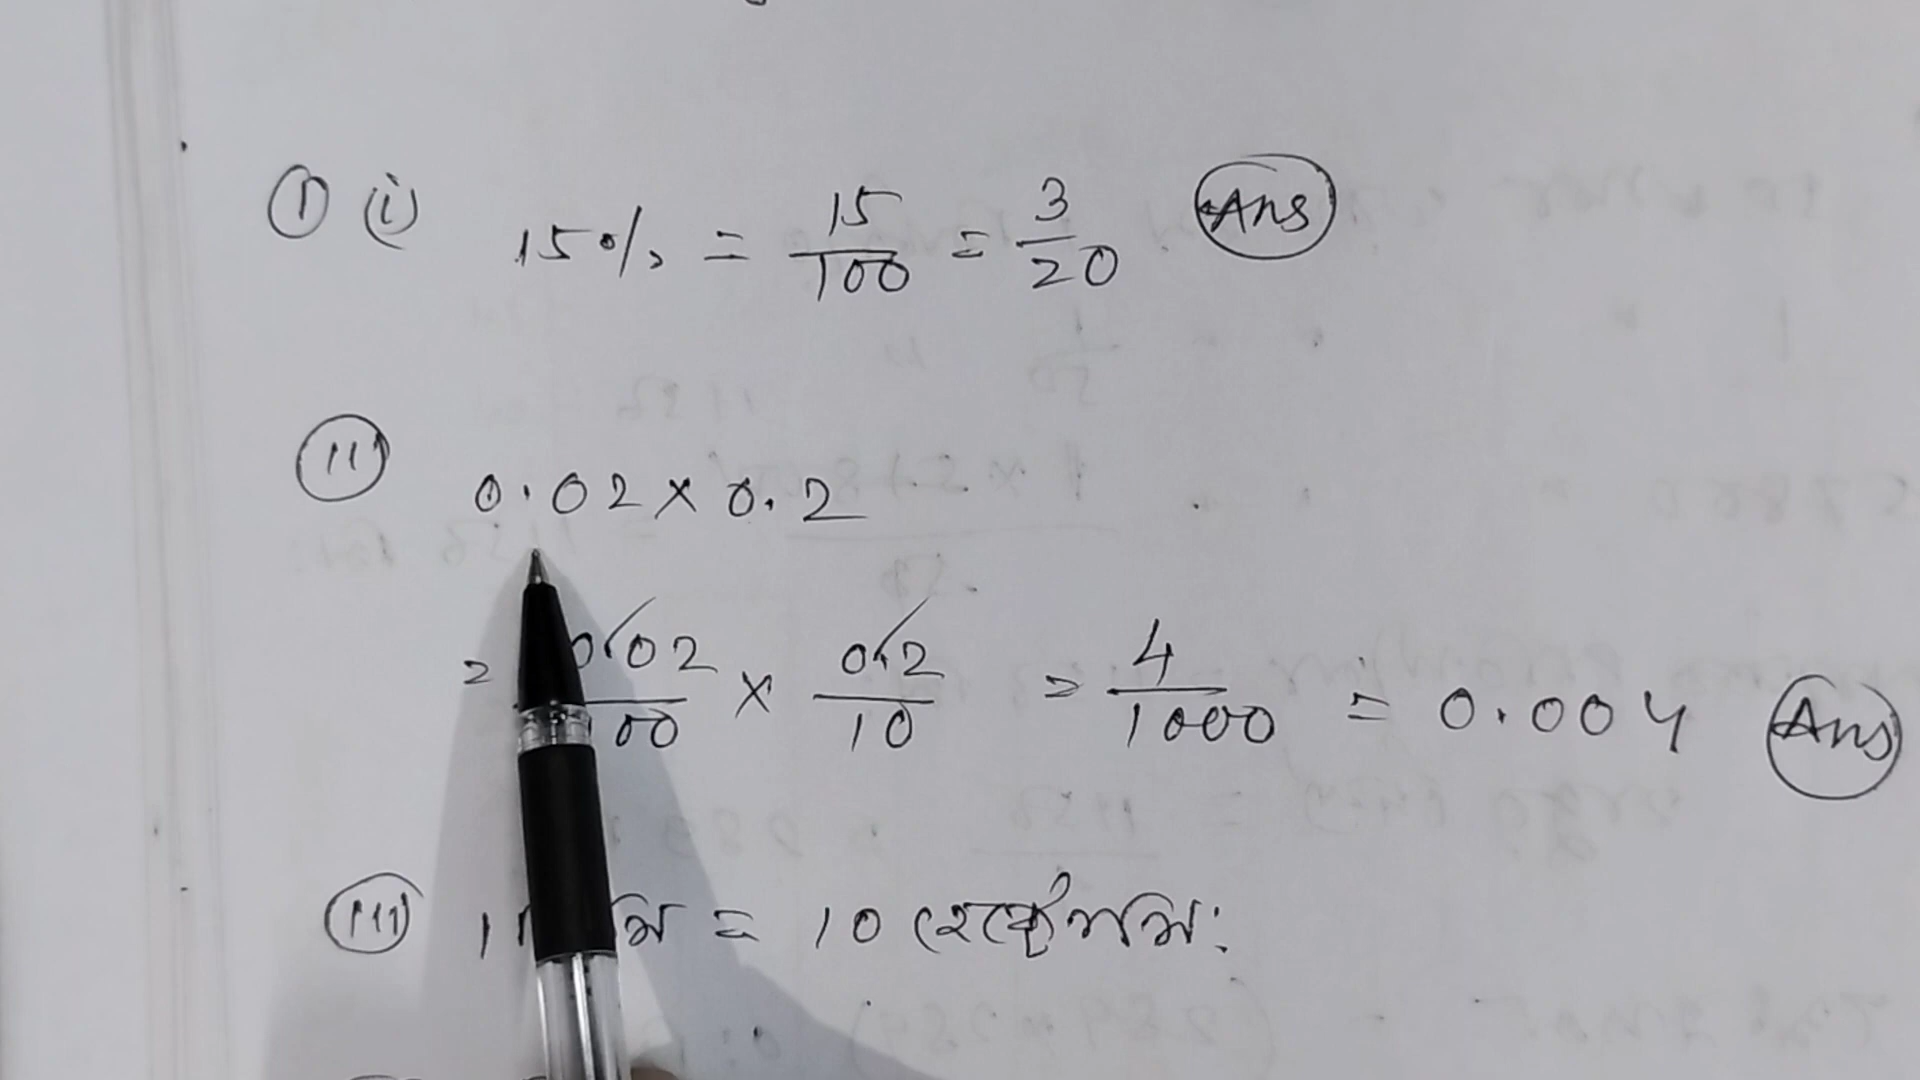 ① (i) 15% = 15/100 = 3/20 Ans
(ii) 0.02 × 0.2
= 0.02/100 × 0.2/10 = 4/1000 = 0.004 Ans
(iii) 1 = 10